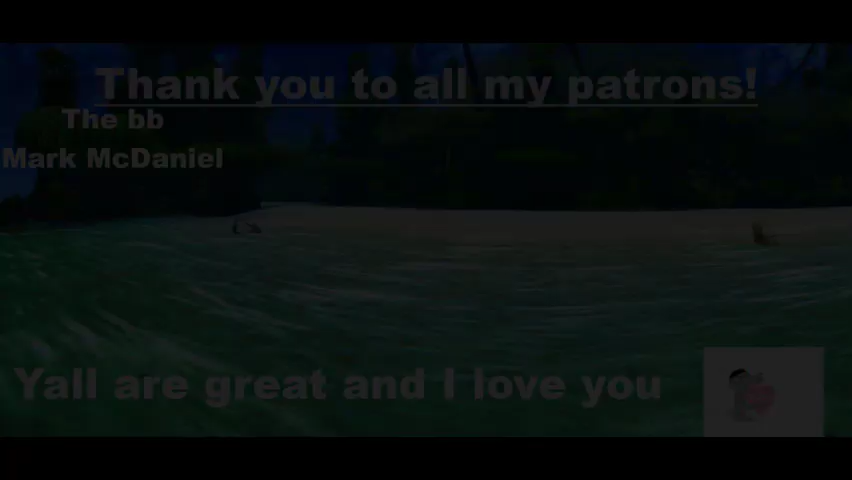 Thank you to all my patrons!
The bb
Mark McDaniel
Yall are great and I love you